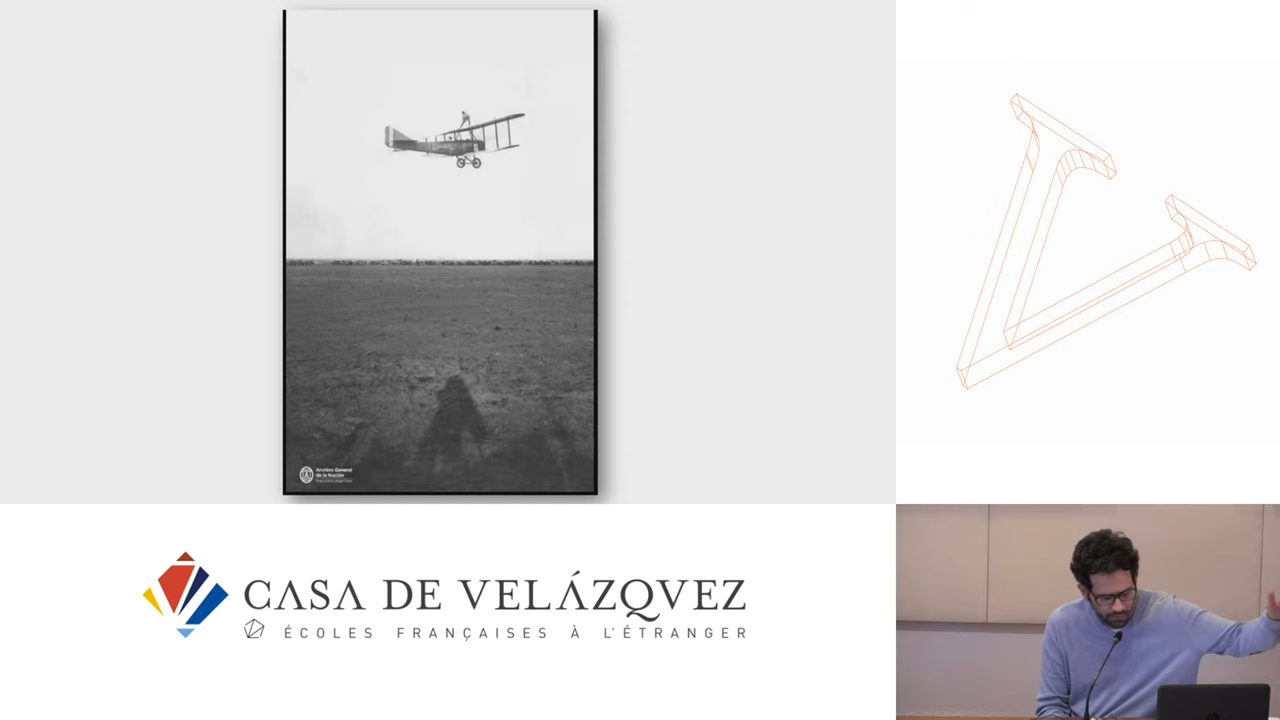 Archivo General
de la Nación
CASA DE VELÁZQVEZ
ÉCOLES FRANÇAISES À L'ÉTRANGER